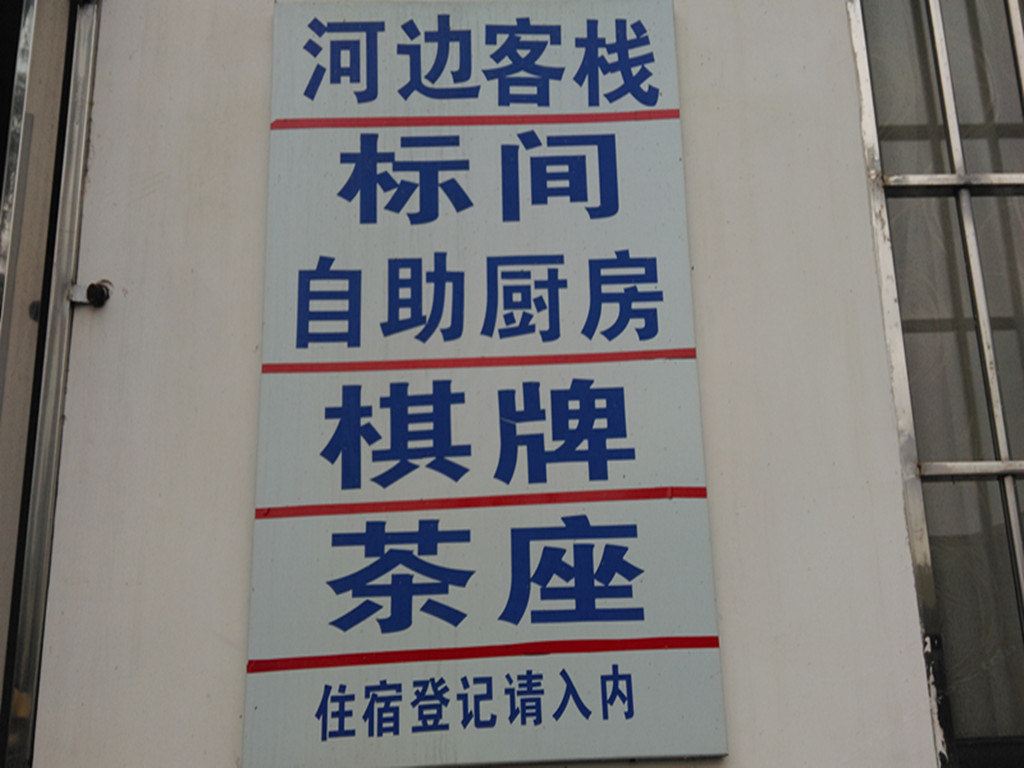 河边客栈
标间
自助厨房
棋牌
茶座
住宿登记请入内